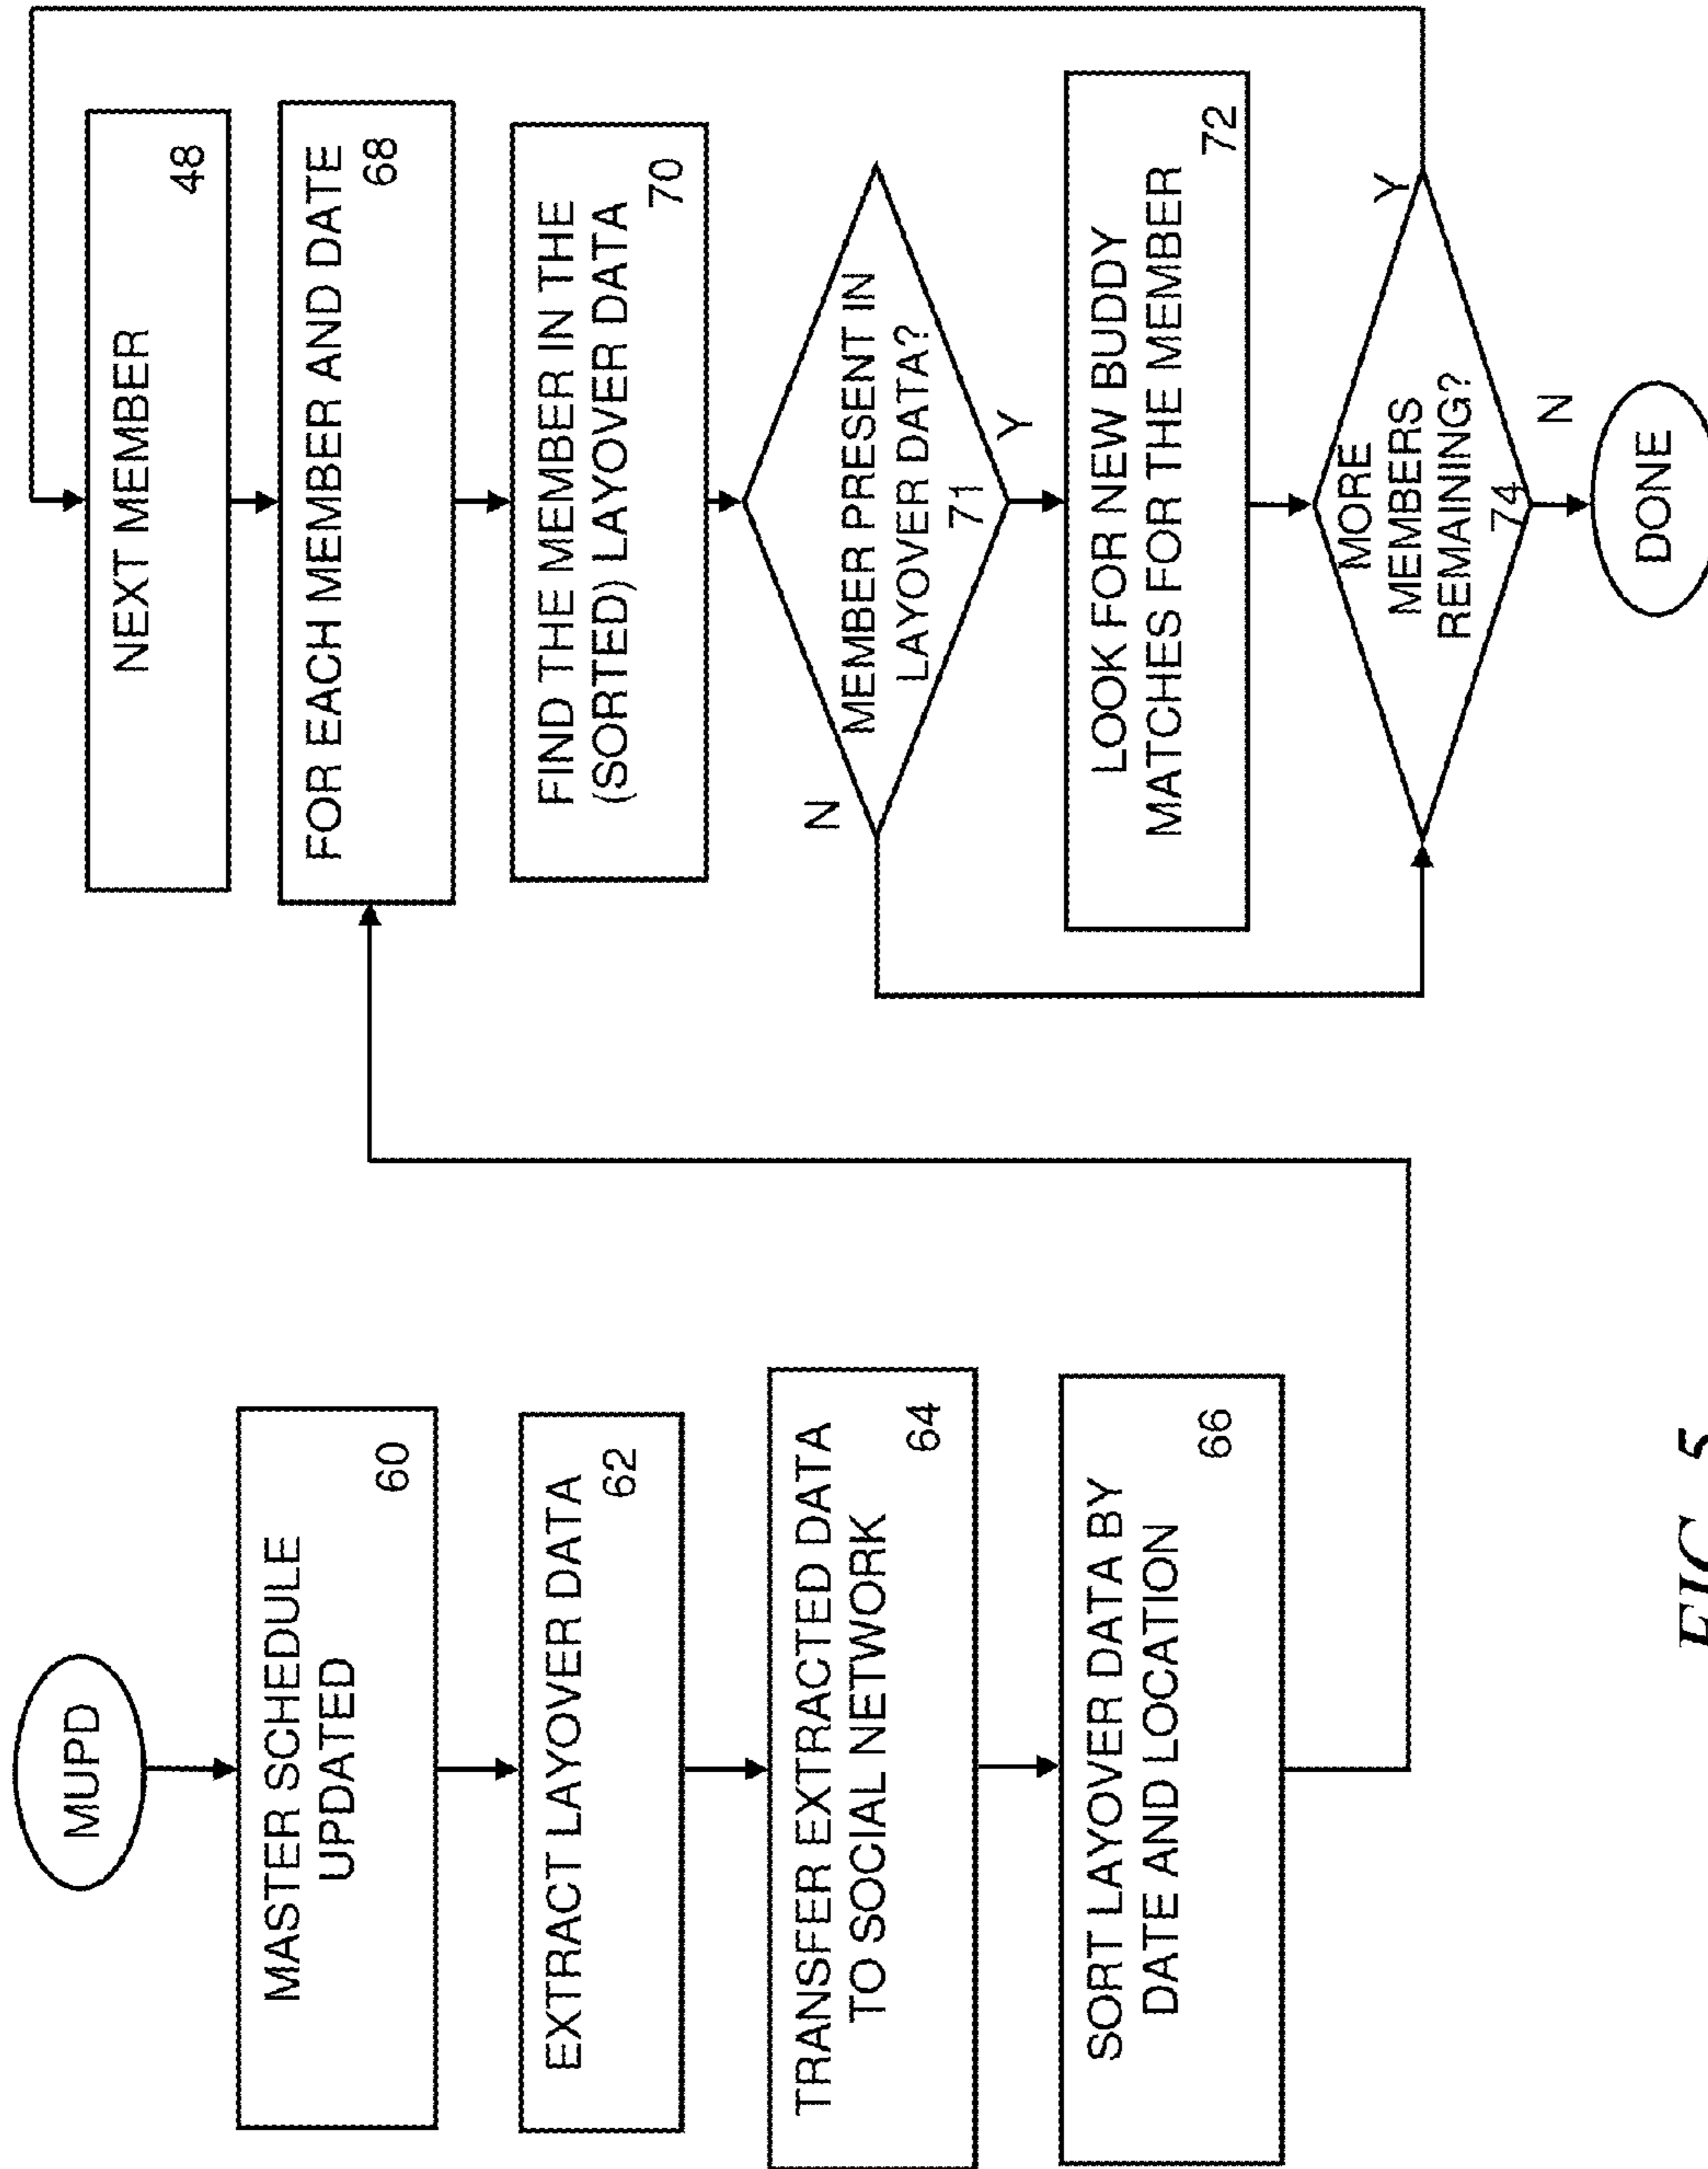 MUPD
MASTER SCHEDULE
UPDATED
60
EXTRACT LAYOVER DATA
62
TRANSFER EXTRACTED DATA
TO SOCIAL NETWORK
64
SORT LAYOVER DATA BY
DATE AND LOCATION
66
NEXT MEMBER
48
FOR EACH MEMBER AND DATE
68
FIND THE MEMBER IN THE
(SORTED) LAYOVER DATA
70
MEMBER PRESENT IN
LAYOVER DATA?
71
N
Y
LOOK FOR NEW BUDDY
MATCHES FOR THE MEMBER
72
MORE
MEMBERS
REMAINING?
74
Y
N
DONE
FIG. 5